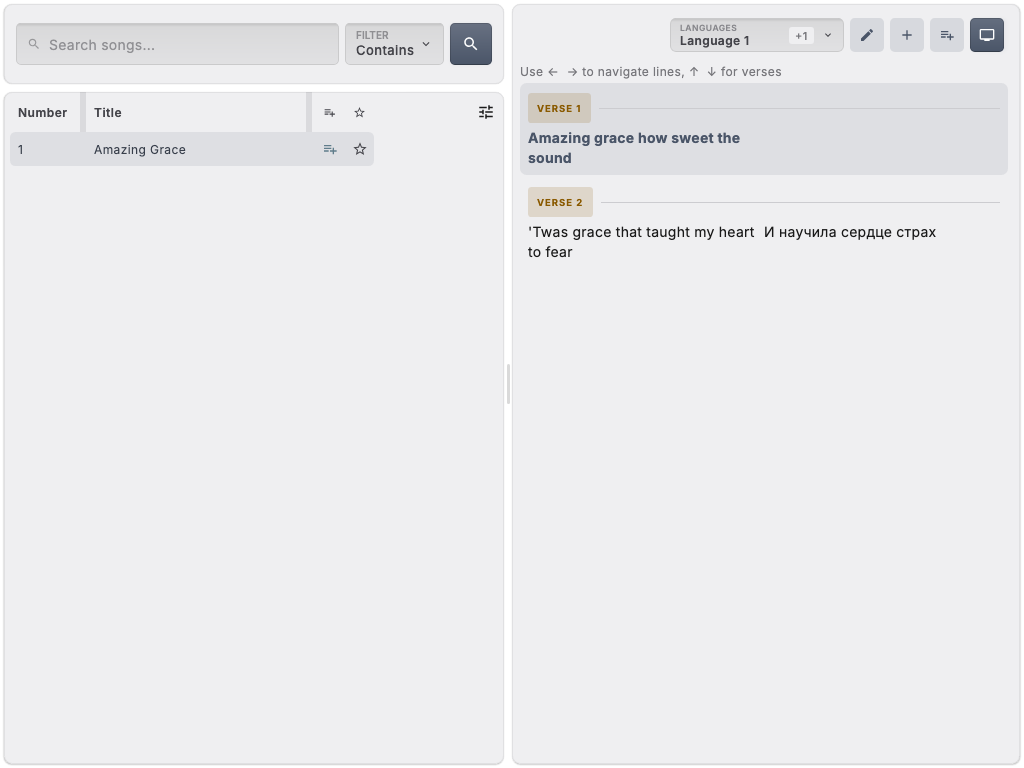 Search songs...
FILTER
Contains
Number Title
1 Amazing Grace
LANGUAGES
Language 1 +1
Use ← → to navigate lines, ↑ ↓ for verses
VERSE 1
Amazing grace how sweet the
sound
VERSE 2
'Twas grace that taught my heart И научила сердце страх
to fear